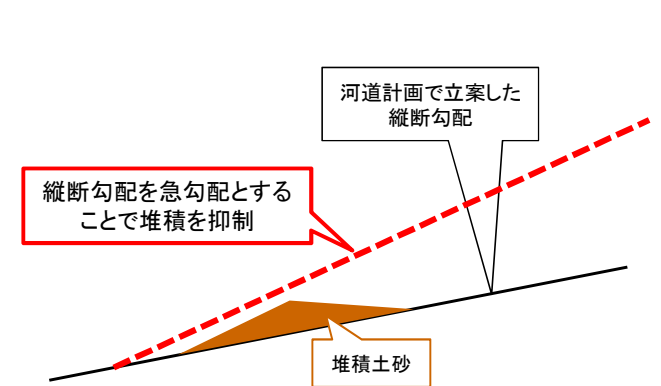 河道計画で立案した
縦断勾配
縦断勾配を急勾配とする
ことで堆積を抑制
堆積土砂